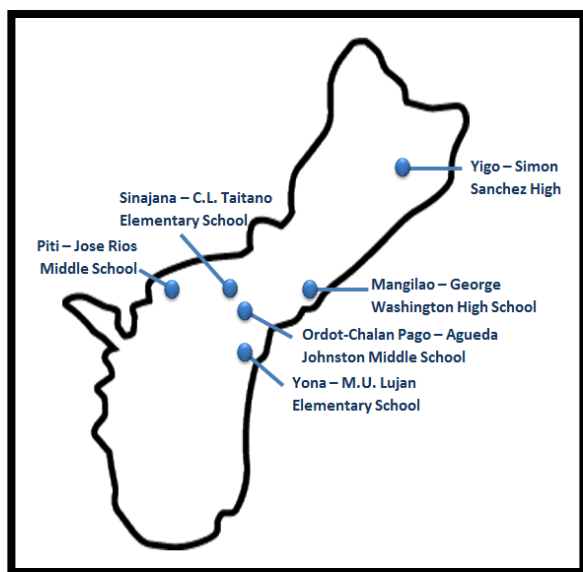 Yigo – Simon
Sanchez High
Sinajana – C.L. Taitano
Elementary School
Piti – Jose Rios
Middle School
Mangilao – George
Washington High School
Ordot-Chalan Pago – Agueda
Johnston Middle School
Yona – M.U. Lujan
Elementary School